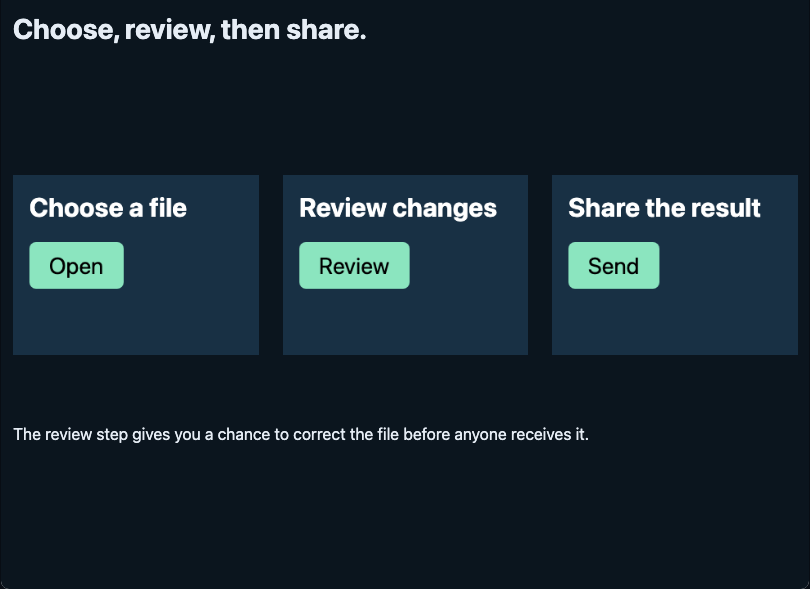 Choose, review, then share.
Choose a file
Open
Review changes
Review
Share the result
Send
The review step gives you a chance to correct the file before anyone receives it.